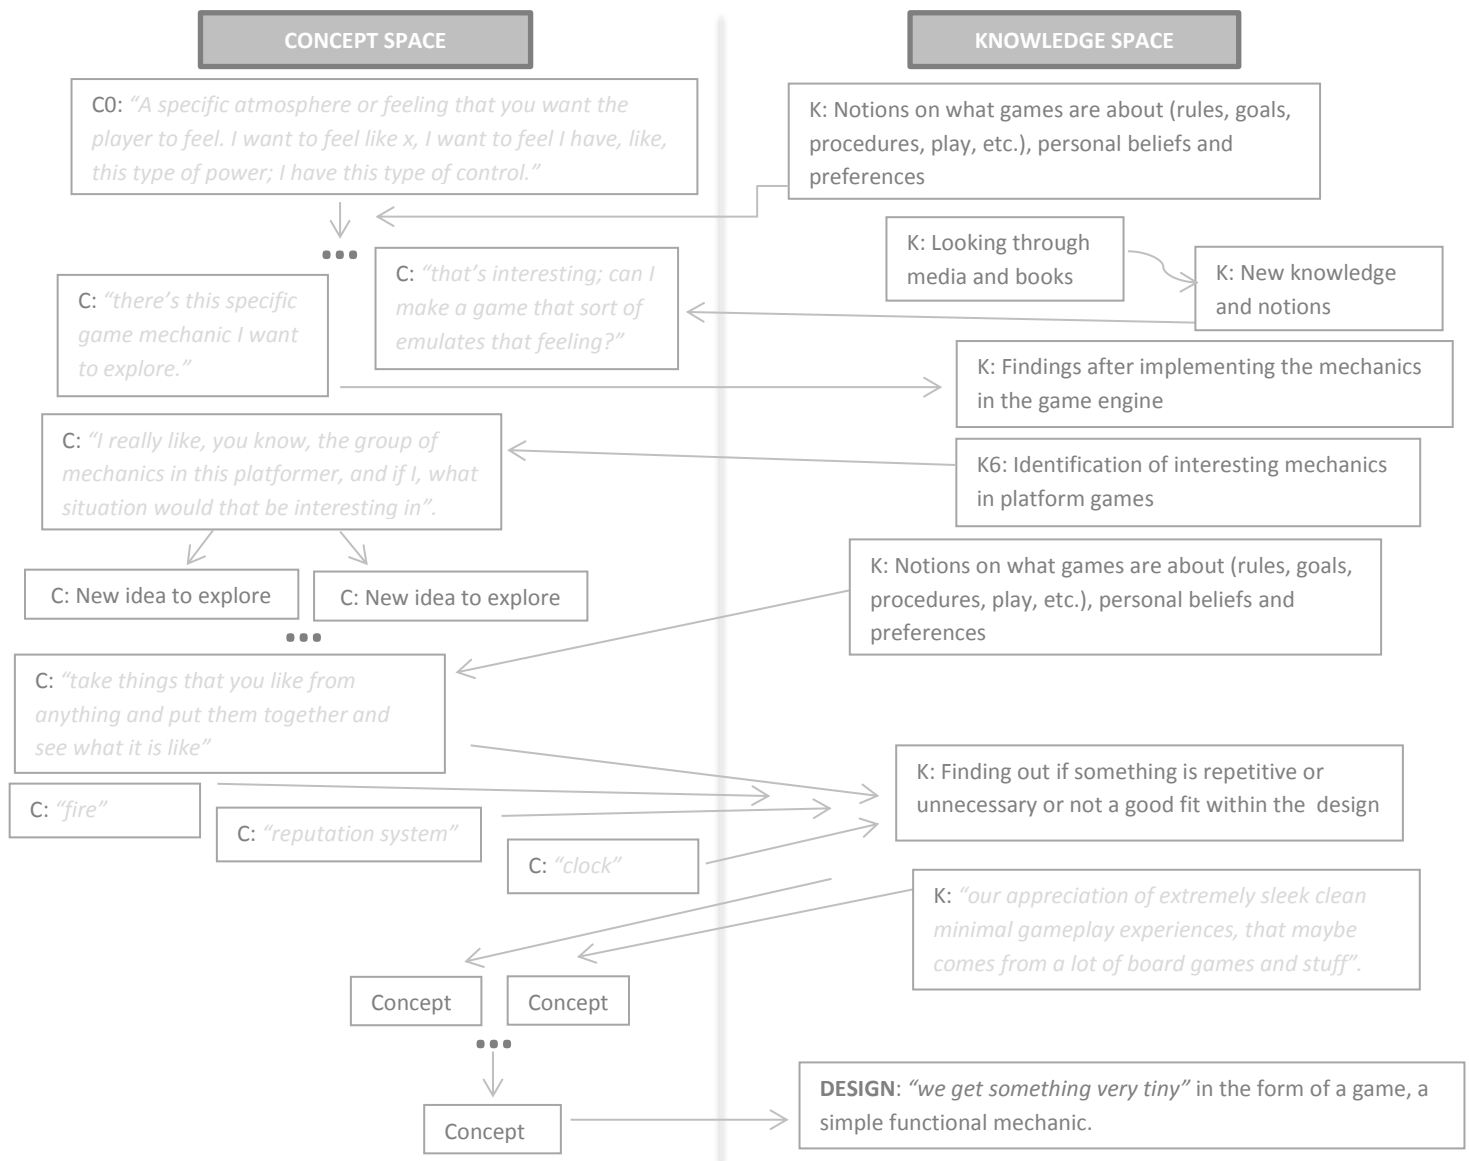 CONCEPT SPACE
KNOWLEDGE SPACE
C0: “A specific atmosphere or feeling that you want the
player to feel. I want to feel like x, I want to feel I have, like,
this type of power; I have this type of control.”
K: Notions on what games are about (rules, goals,
procedures, play, etc.), personal beliefs and
preferences
K: Looking through
media and books
K: New knowledge
and notions
C: “that’s interesting; can I
make a game that sort of
emulates that feeling?”
C: “there’s this specific
game mechanic I want
to explore.”
K: Findings after implementing the mechanics
in the game engine
C: “I really like, you know, the group of
mechanics in this platformer, and if I, what
situation would that be interesting in”.
K6: Identification of interesting mechanics
in platform games
C: New idea to explore
C: New idea to explore
K: Notions on what games are about (rules, goals,
procedures, play, etc.), personal beliefs and
preferences
C: “take things that you like from
anything and put them together and
see what it is like”
C: “fire”
C: “reputation system”
C: “clock”
K: Finding out if something is repetitive or
unnecessary or not a good fit within the  design
K: “our appreciation of extremely sleek clean
minimal gameplay experiences, that maybe
comes from a lot of board games and stuff”.
Concept
Concept
Concept
DESIGN: “we get something very tiny” in the form of a game, a
simple functional mechanic.